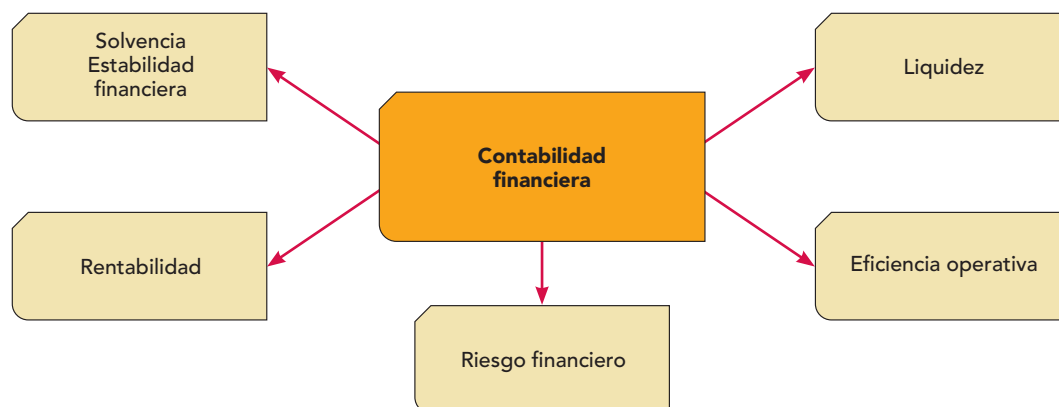 Solvencia
Estabilidad
financiera
Liquidez
Contabilidad
financiera
Rentabilidad
Eficiencia operativa
Riesgo financiero